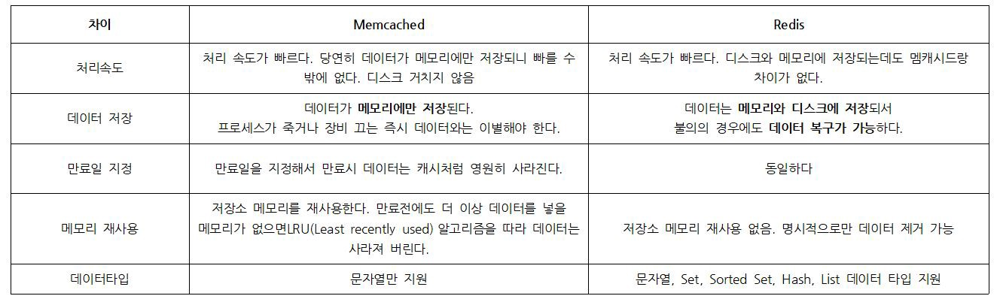 차이 Memcached Redis
처리속도
처리 속도가 빠르다. 당연히 데이터가 메모리에만 저장되니 빠를 수
밖에 없다. 디스크 거치지 않음
처리 속도가 빠르다. 디스크와 메모리에 저장되는데도 멤캐시드랑
차이가 없다.
데이터 저장
데이터가 메모리에만 저장된다.
프로세스가 죽거나 장비 끄는 즉시 데이터와는 이별해야 한다.
데이터는 메모리와 디스크에 저장되서
불의의 경우에도 데이터 복구가 가능하다.
만료일 지정
만료일을 지정해서 만료시 데이터는 캐시처럼 영원히 사라진다.
동일하다
메모리 재사용
저장소 메모리를 재사용한다. 만료전에도 더 이상 데이터를 넣을
메모리가 없으면LRU(Least recently used) 알고리즘을 따라 데이터는
사라져 버린다.
저장소 메모리 재사용 없음. 명시적으로만 데이터 제거 가능
데이터타입
문자열만 지원
문자열, Set, Sorted Set, Hash, List 데이터 타입 지원